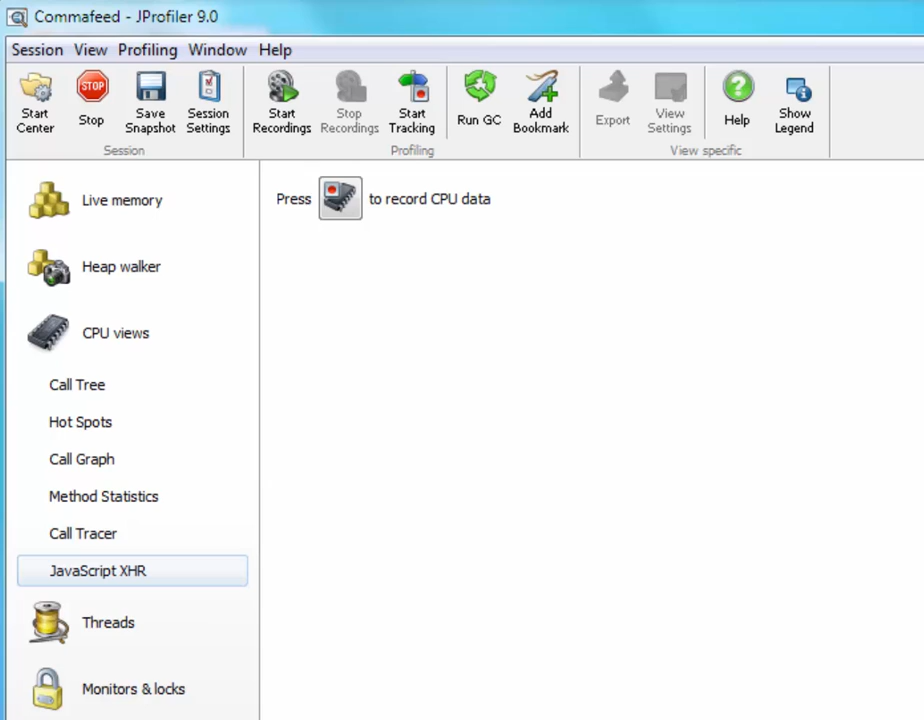 Commafeed - JProfiler 9.0
Session View Profiling Window Help
STOP
Start Center
Stop
Save Snapshot
Session Settings
Start Recordings
Stop Recordings
Start Tracking
Run GC
Add Bookmark
Export
View Settings
Help
Show Legend
Session
Profiling
View specific
Live memory
Heap walker
CPU views
Call Tree
Hot Spots
Call Graph
Method Statistics
Call Tracer
JavaScript XHR
Threads
Monitors & locks
Press to record CPU data